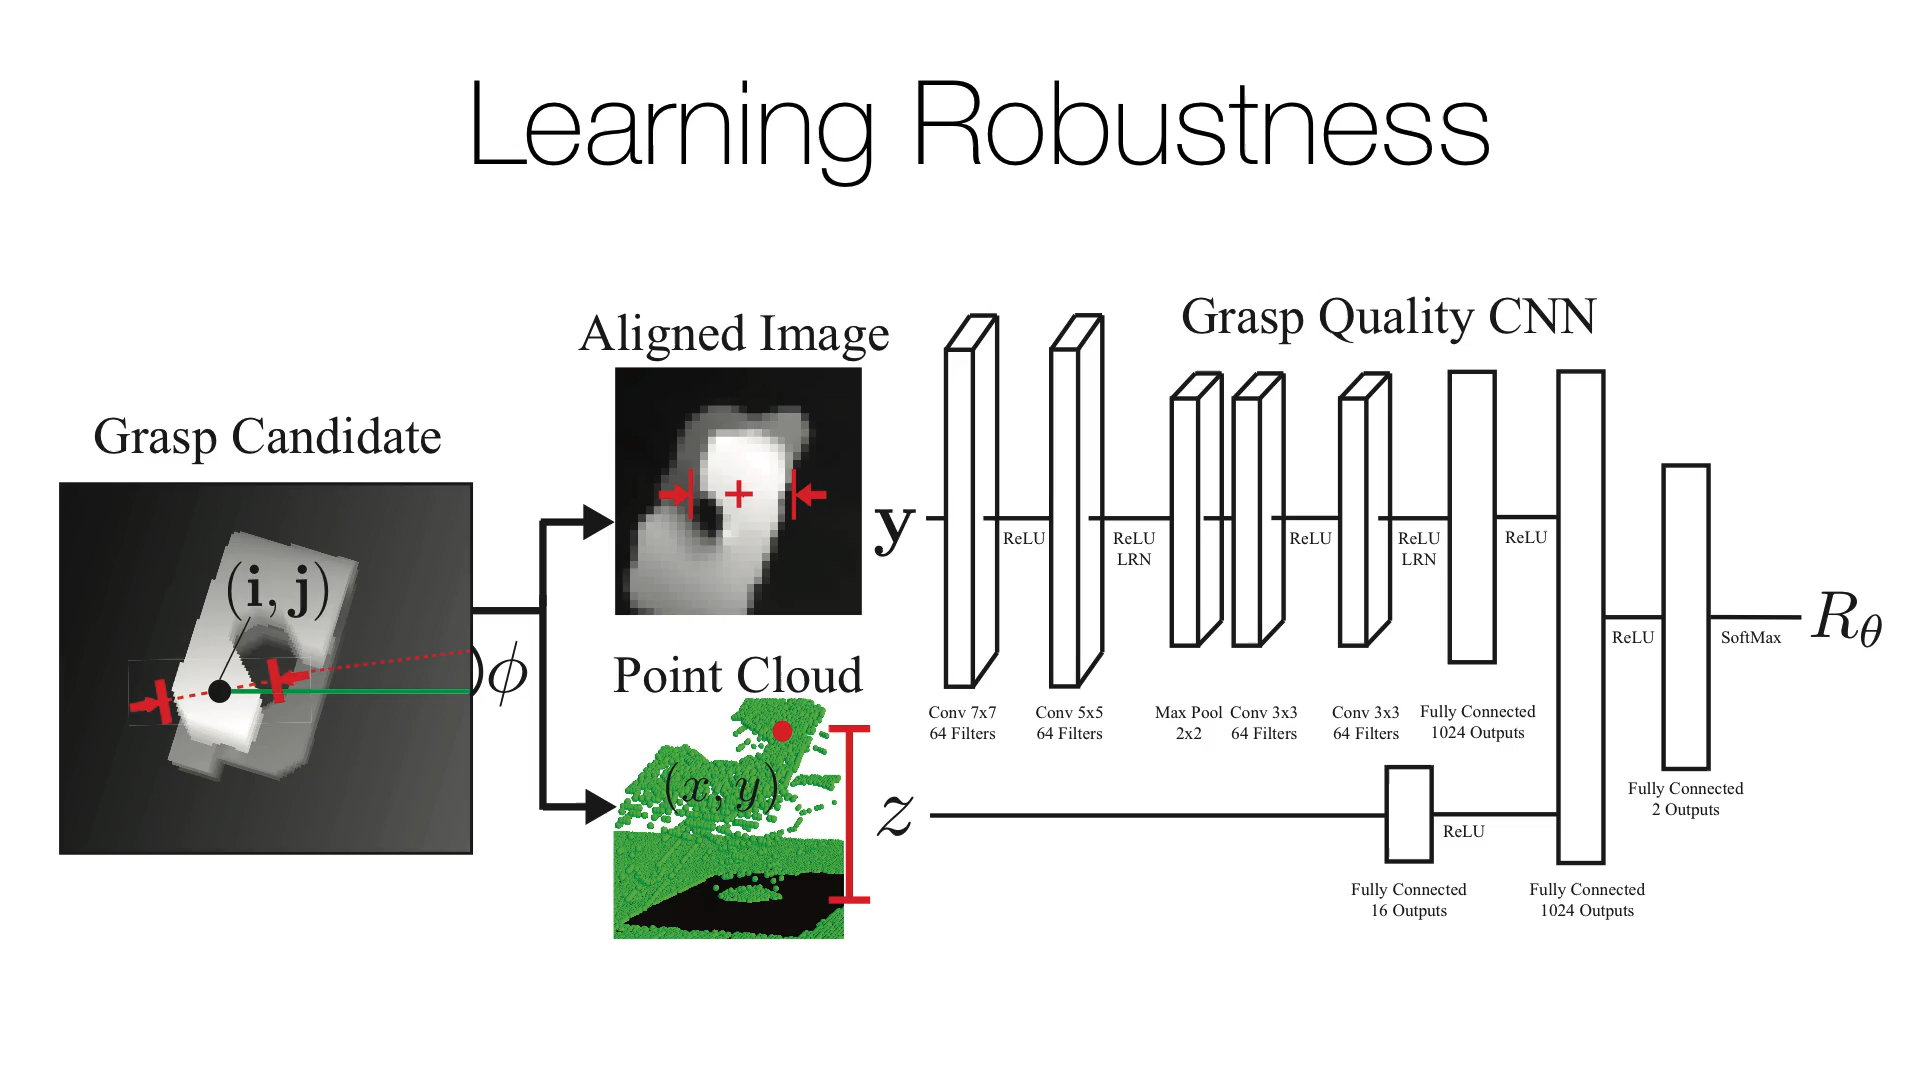 Learning Robustness
Grasp Candidate
(i, j)
ϕ
Aligned Image
Point Cloud
(x, y)
y
z
Grasp Quality CNN
ReLU
ReLU
LRN
ReLU
ReLU
LRN
ReLU
Conv 7x7
64 Filters
Conv 5x5
64 Filters
Max Pool
2x2
Conv 3x3
64 Filters
Conv 3x3
64 Filters
Fully Connected
1024 Outputs
ReLU
Fully Connected
16 Outputs
Fully Connected
1024 Outputs
ReLU
Fully Connected
2 Outputs
SoftMax
Rθ